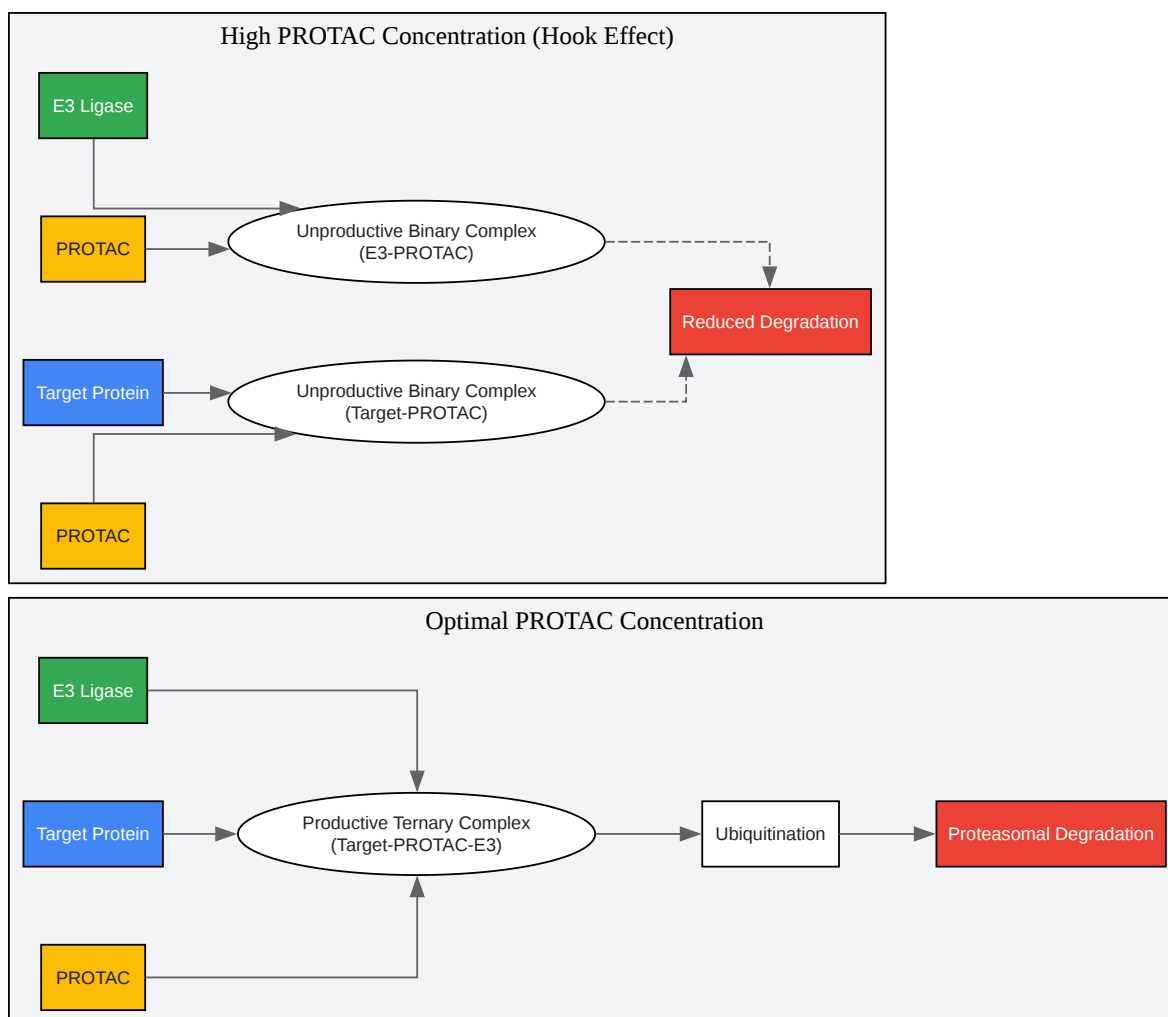 High PROTAC Concentration (Hook Effect)
E3 Ligase
PROTAC
Unproductive Binary Complex
(E3-PROTAC)
Reduced Degradation
Target Protein
Unproductive Binary Complex
(Target-PROTAC)
PROTAC
Optimal PROTAC Concentration
E3 Ligase
Target Protein
Productive Ternary Complex
(Target-PROTAC-E3)
Ubiquitination
Proteasomal Degradation
PROTAC